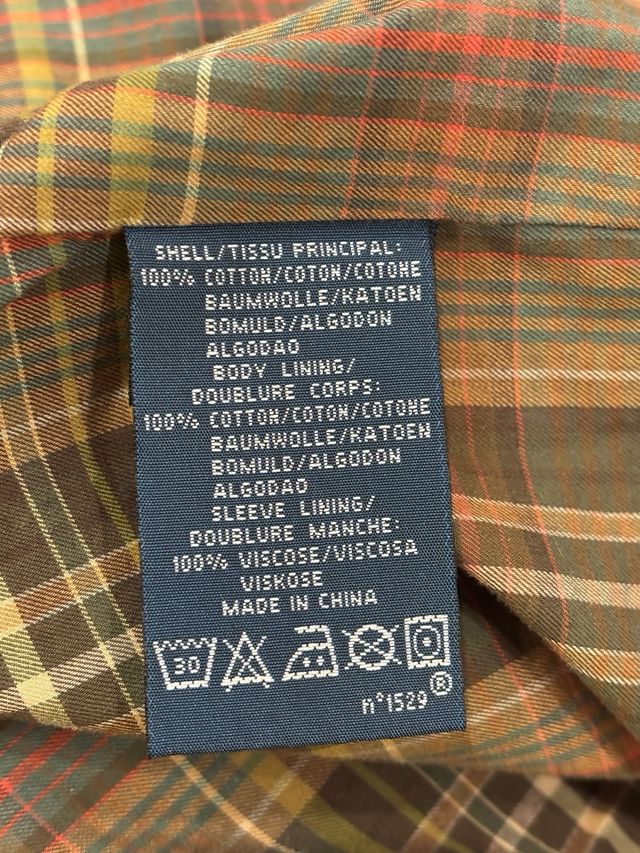 SHELL/TISSU PRINCIPAL:
100% COTTON/COTON/COTONE
BAUMWOLLE/KATOEN
BOMULD/ALGODON
ALGODAO
BODY LINING/
DOUBLURE CORPS:
100% COTTON/COTON/COTONE
BAUMWOLLE/KATOEN
BOMULD/ALGODON
ALGODAO
SLEEVE LINING/
DOUBLURE MANCHE:
100% VISCOSE/VISCOSA
VISKOSE
MADE IN CHINA
30
n°1529®